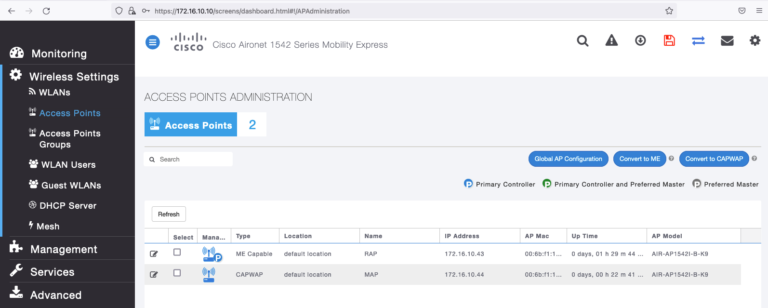 https://172.16.10.10/screens/dashboard.html#!/APAdministration
Monitoring
Wireless Settings
WLANs
Access Points
Access Points
Groups
WLAN Users
Guest WLANs
DHCP Server
Mesh
Management
Services
Advanced
CISCO
Cisco Aironet 1542 Series Mobility Express
ACCESS POINTS ADMINISTRATION
Access Points 2
Search
Global AP Configuration Convert to ME Convert to CAPWAP
Primary Controller Primary Controller and Preferred Master Preferred Master
Refresh
Select Mana... Type Location Name IP Address AP Mac Up Time AP Model
ME Capable default location RAP 172.16.10.43 00:6b:f1:1... 0 days, 01 h 29 m 44 ... AIR-AP1542I-B-K9
CAPWAP default location MAP 172.16.10.44 00:6b:f1:1... 0 days, 00 h 22 m 41 ... AIR-AP1542I-B-K9